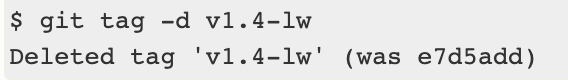 $ git tag -d v1.4-lw
Deleted tag 'v1.4-lw' (was e7d5add)